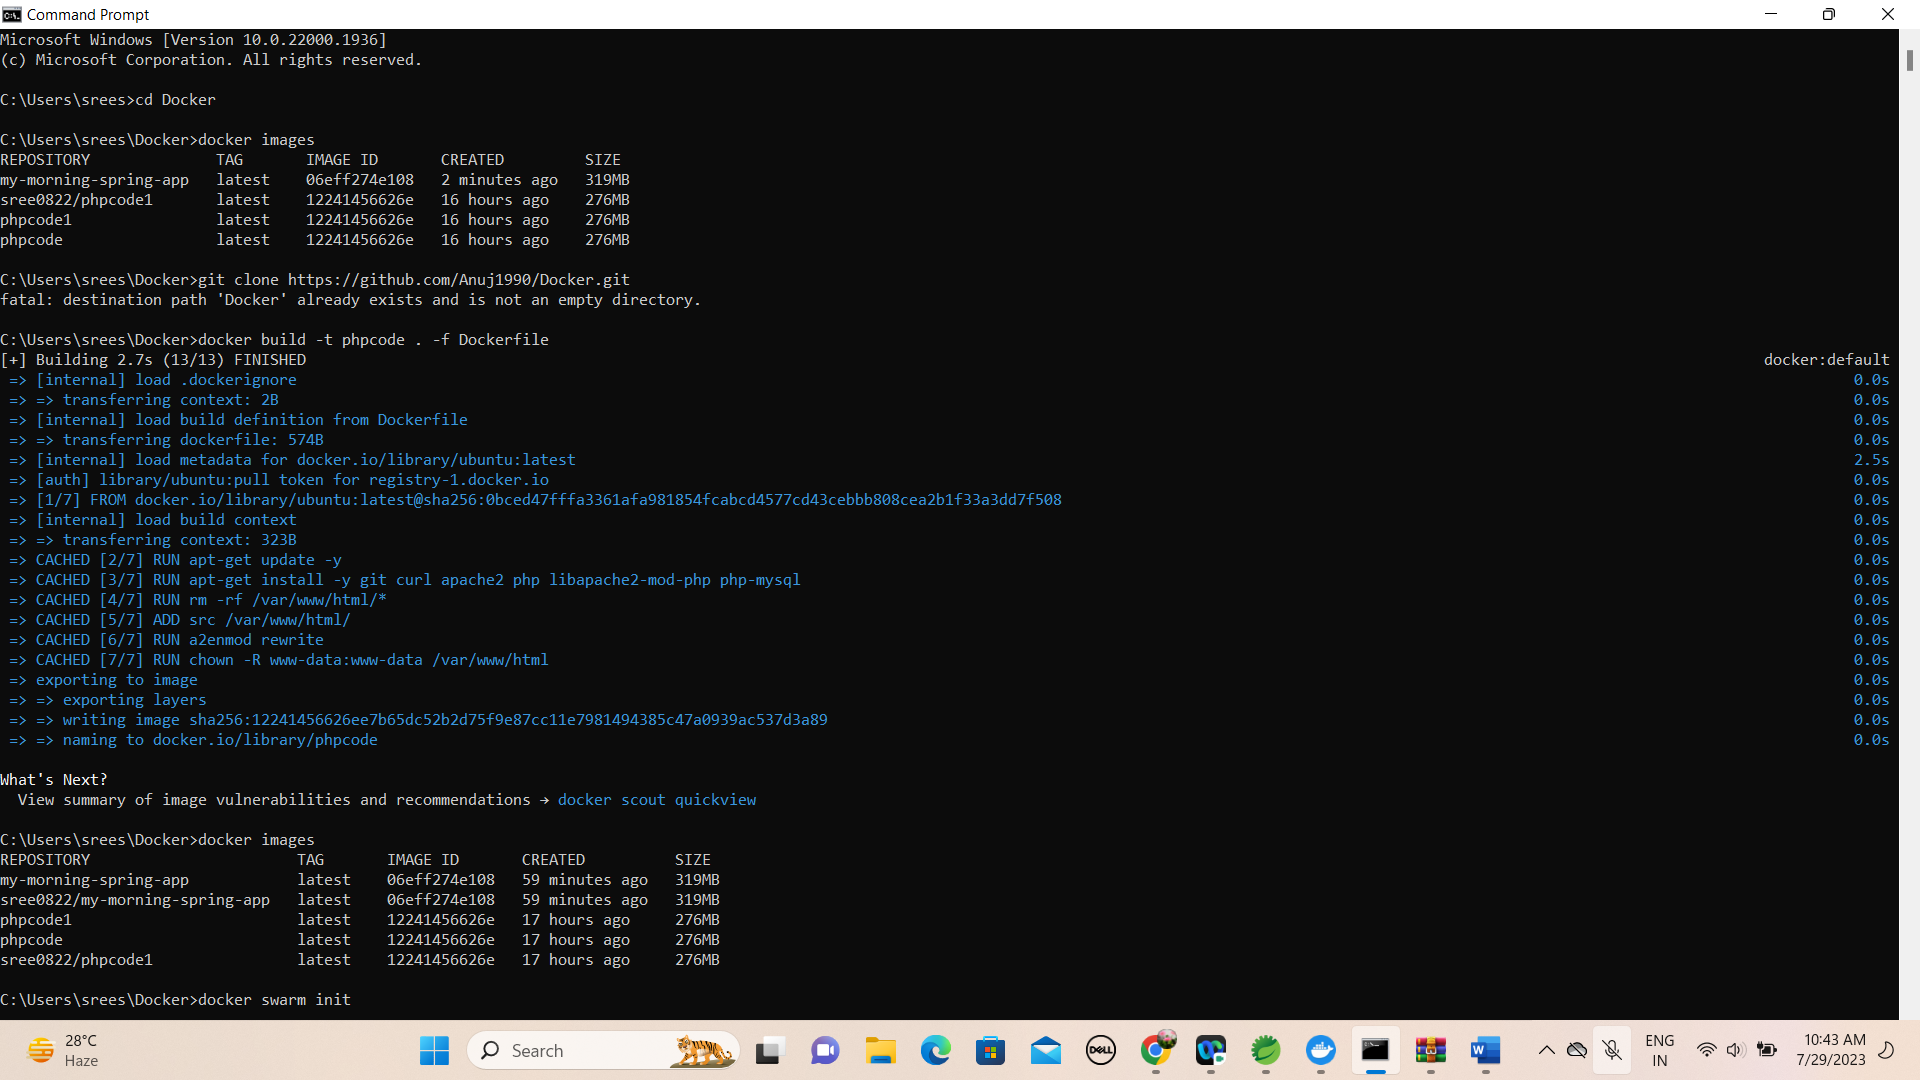 Command Prompt
Microsoft Windows [Version 10.0.22000.1936]
(c) Microsoft Corporation. All rights reserved.
C:\Users\srees>cd Docker
C:\Users\srees\Docker>docker images
REPOSITORY TAG IMAGE ID CREATED SIZE
my-morning-spring-app latest 06eff274e108 2 minutes ago 319MB
sree0822/phpcode1 latest 12241456626e 16 hours ago 276MB
phpcode1 latest 12241456626e 16 hours ago 276MB
phpcode latest 12241456626e 16 hours ago 276MB
C:\Users\srees\Docker>git clone https://github.com/Anuj1990/Docker.git
fatal: destination path 'Docker' already exists and is not an empty directory.
C:\Users\srees\Docker>docker build -t phpcode . -f Dockerfile
[+] Building 2.7s (13/13) FINISHED docker:default
=> [internal] load .dockerignore 0.0s
=> => transferring context: 2B 0.0s
=> [internal] load build definition from Dockerfile 0.0s
=> => transferring dockerfile: 574B 0.0s
=> [internal] load metadata for docker.io/library/ubuntu:latest 2.5s
=> [auth] library/ubuntu:pull token for registry-1.docker.io 0.0s
=> [1/7] FROM docker.io/library/ubuntu:latest@sha256:0bced47fffa3361afa981854fcabcd4577cd43cebbb808cea2b1f33a3dd7f508 0.0s
=> [internal] load build context 0.0s
=> => transferring context: 323B 0.0s
=> CACHED [2/7] RUN apt-get update -y 0.0s
=> CACHED [3/7] RUN apt-get install -y git curl apache2 php libapache2-mod-php php-mysql 0.0s
=> CACHED [4/7] RUN rm -rf /var/www/html/* 0.0s
=> CACHED [5/7] ADD src /var/www/html/ 0.0s
=> CACHED [6/7] RUN a2enmod rewrite 0.0s
=> CACHED [7/7] RUN chown -R www-data:www-data /var/www/html 0.0s
=> exporting to image 0.0s
=> => exporting layers 0.0s
=> => writing image sha256:12241456626ee7b65dc52b2d75f9e87cc11e7981494385c47a0939ac537d3a89 0.0s
=> => naming to docker.io/library/phpcode 0.0s
What's Next?
View summary of image vulnerabilities and recommendations → docker scout quickview
C:\Users\srees\Docker>docker images
REPOSITORY TAG IMAGE ID CREATED SIZE
my-morning-spring-app latest 06eff274e108 59 minutes ago 319MB
sree0822/my-morning-spring-app latest 06eff274e108 59 minutes ago 319MB
phpcode1 latest 12241456626e 17 hours ago 276MB
phpcode latest 12241456626e 17 hours ago 276MB
sree0822/phpcode1 latest 12241456626e 17 hours ago 276MB
C:\Users\srees\Docker>docker swarm init
28°C
Haze
Search
DELL
ENG
IN
10:43 AM
7/29/2023